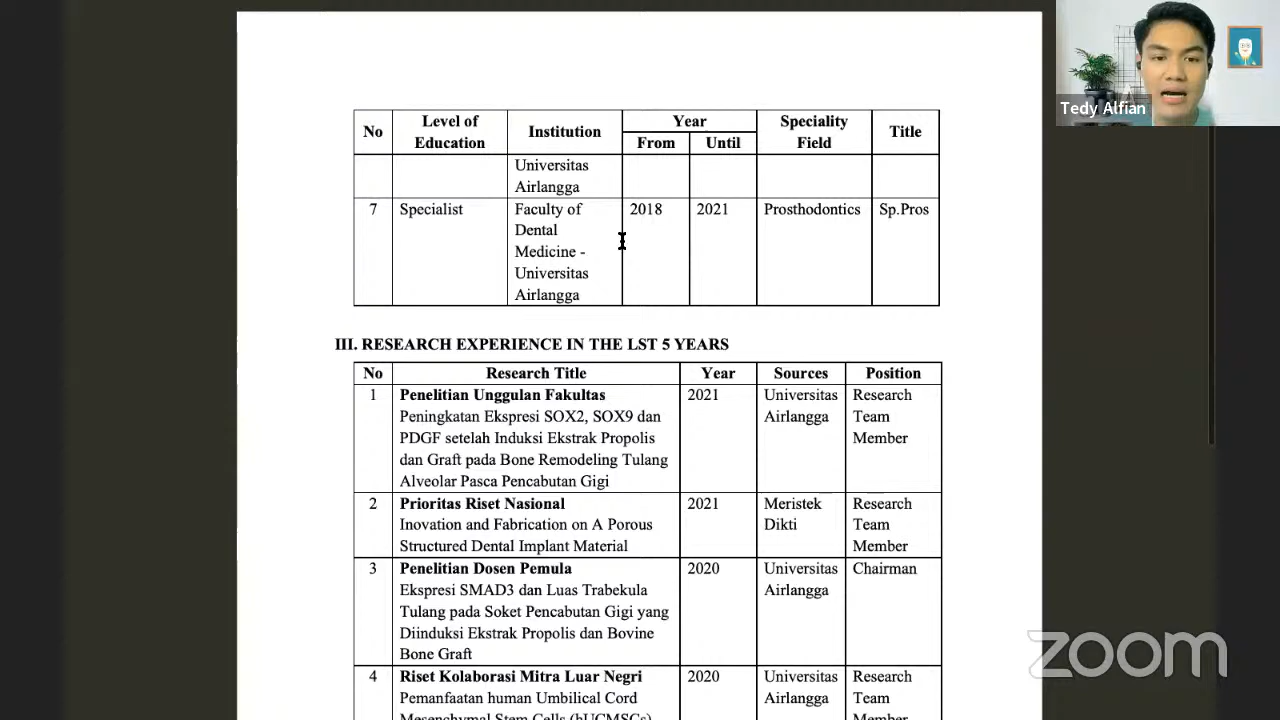 Tedy Alfian
No
Level of
Education
Institution
Year
From
Until
Speciality
Field
Title
Universitas
Airlangga
7
Specialist
Faculty of
Dental
Medicine -
Universitas
Airlangga
2018
2021
Prosthodontics
Sp.Pros
III. RESEARCH EXPERIENCE IN THE LST 5 YEARS
No
Research Title
Year
Sources
Position
1
Penelitian Unggulan Fakultas
Peningkatan Ekspresi SOX2, SOX9 dan
PDGF setelah Induksi Ekstrak Propolis
dan Graft pada Bone Remodeling Tulang
Alveolar Pasca Pencabutan Gigi
2021
Universitas
Airlangga
Research
Team
Member
2
Prioritas Riset Nasional
Inovation and Fabrication on A Porous
Structured Dental Implant Material
2021
Meristek
Dikti
Research
Team
Member
3
Penelitian Dosen Pemula
Ekspresi SMAD3 dan Luas Trabekula
Tulang pada Soket Pencabutan Gigi yang
Diinduksi Ekstrak Propolis dan Bovine
Bone Graft
2020
Universitas
Airlangga
Chairman
4
Riset Kolaborasi Mitra Luar Negri
Pemanfaatan human Umbilical Cord
Mesenchymal Stem Cells (hUCMSCs)
2020
Universitas
Airlangga
Research
Team
Member
zoom